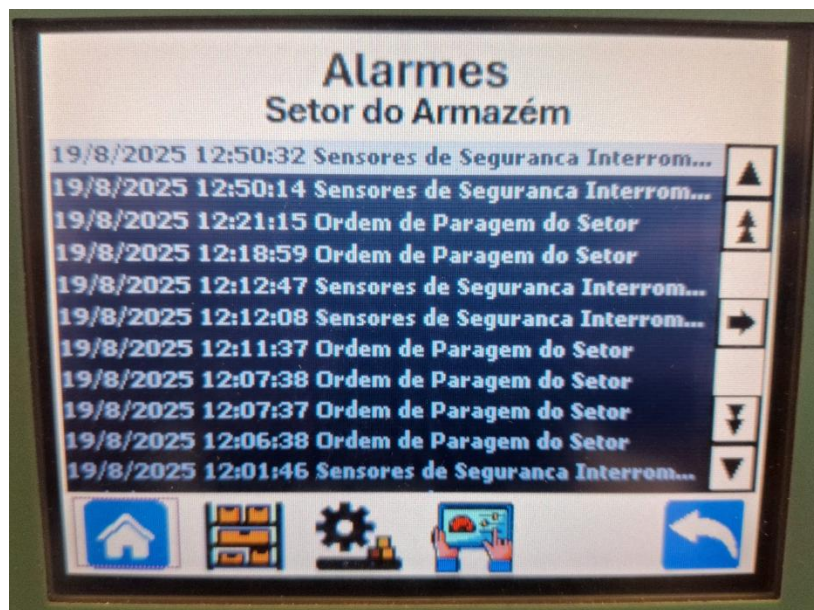 Alarmes
Setor do Armazém
19/8/2025 12:50:32 Sensores de Seguranca Interrom...
19/8/2025 12:50:14 Sensores de Seguranca Interrom...
19/8/2025 12:21:15 Ordem de Paragem do Setor
19/8/2025 12:18:59 Ordem de Paragem do Setor
19/8/2025 12:12:47 Sensores de Seguranca Interrom...
19/8/2025 12:12:08 Sensores de Seguranca Interrom...
19/8/2025 12:11:37 Ordem de Paragem do Setor
19/8/2025 12:07:38 Ordem de Paragem do Setor
19/8/2025 12:07:37 Ordem de Paragem do Setor
19/8/2025 12:06:38 Ordem de Paragem do Setor
19/8/2025 12:01:46 Sensores de Seguranca Interrom...